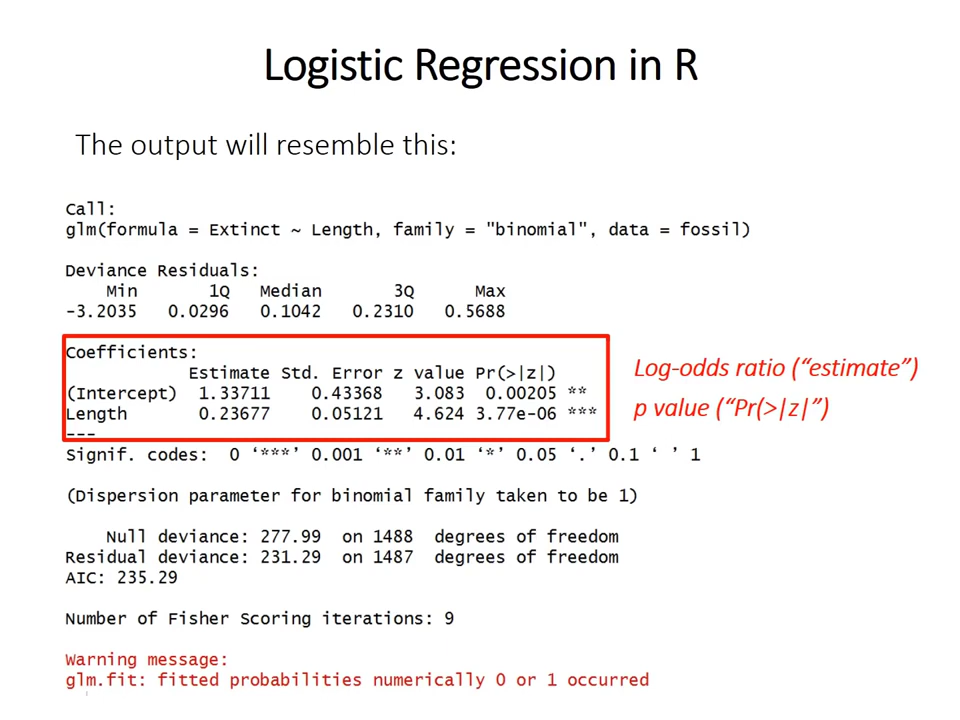 Logistic Regression in R
The output will resemble this:
Call:
glm(formula = Extinct ~ Length, family = "binomial", data = fossil)
Deviance Residuals:
Min 1Q Median 3Q Max
-3.2035 0.0296 0.1042 0.2310 0.5688
Coefficients:
Estimate Std. Error z value Pr(>|z|)
(Intercept) 1.33711 0.43368 3.083 0.00205 **
Length 0.23677 0.05121 4.624 3.77e-06 ***
---
Log-odds ratio (“estimate”)
p value (“Pr(>|z|”)
Signif. codes: 0 ‘***’ 0.001 ‘**’ 0.01 ‘*’ 0.05 ‘.’ 0.1 ‘ ’ 1
(Dispersion parameter for binomial family taken to be 1)
Null deviance: 277.99 on 1488 degrees of freedom
Residual deviance: 231.29 on 1487 degrees of freedom
AIC: 235.29
Number of Fisher Scoring iterations: 9
Warning message:
glm.fit: fitted probabilities numerically 0 or 1 occurred